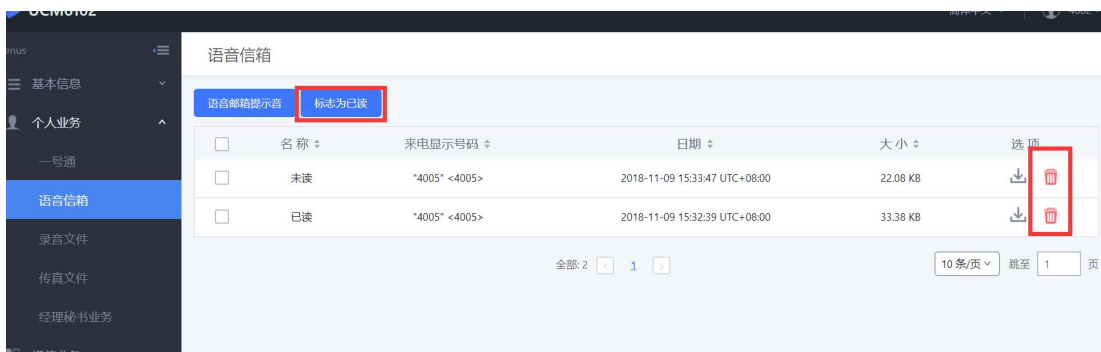 UCM6102
简体中文
4002
enus
语音信箱
基本信息
语音邮箱提示音
标志为已读
个人业务
名称
来电显示号码
日期
大小
选项
一号通
未读
"4005" <4005>
2018-11-09 15:33:47 UTC+08:00
22.08 KB
语音信箱
已读
"4005" <4005>
2018-11-09 15:32:39 UTC+08:00
33.38 KB
录音文件
全部: 2
1
10 条/页
跳至
1
页
传真文件
经理秘书业务